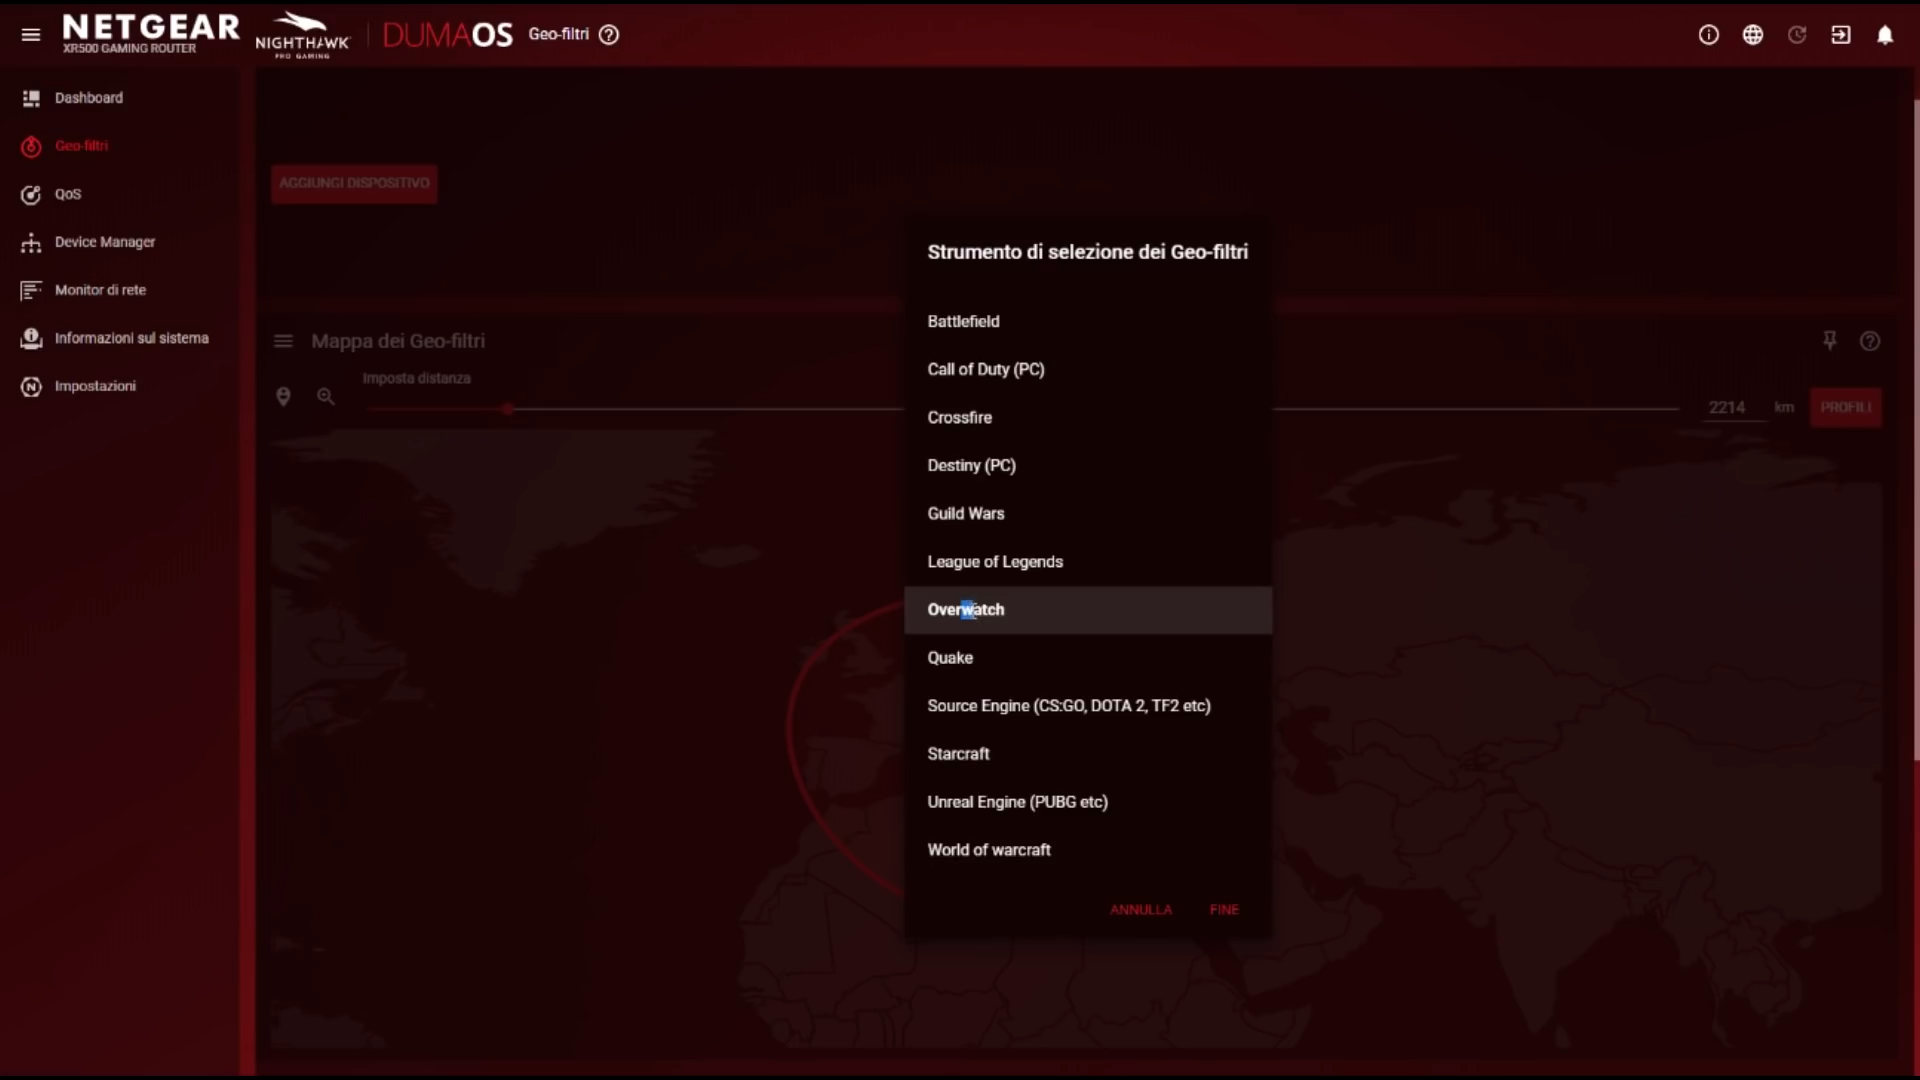 NETGEAR
XR500 GAMING ROUTER
NIGHTHAWK
PRO GAMING
DUMAOS
Geo-filtri
Dashboard
Geo-filtri
QoS
Device Manager
Monitor di rete
Informazioni sul sistema
Impostazioni
AGGIUNGI DISPOSITIVO
Mappa dei Geo-filtri
Imposta distanza
2214 km
PROFILI
Strumento di selezione dei Geo-filtri
Battlefield
Call of Duty (PC)
Crossfire
Destiny (PC)
Guild Wars
League of Legends
Overwatch
Quake
Source Engine (CS:GO, DOTA 2, TF2 etc)
Starcraft
Unreal Engine (PUBG etc)
World of warcraft
ANNULLA FINE